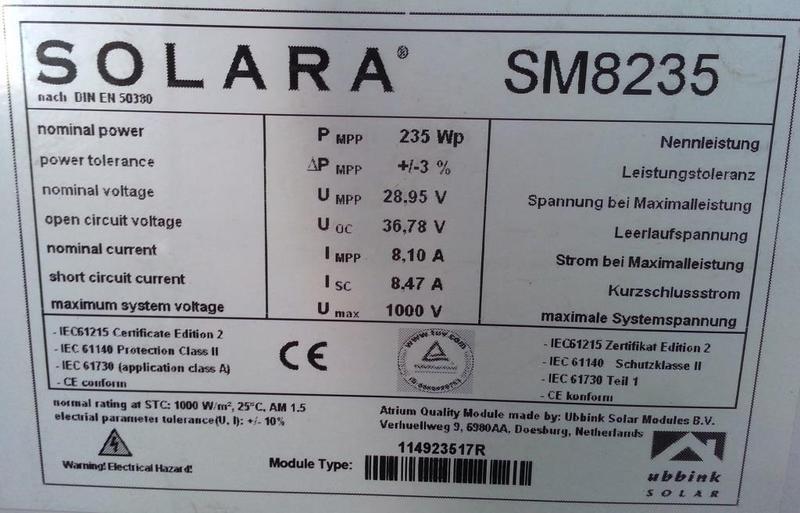 SOLARA® SM8235
nach DIN EN 50380
nominal power P MPP 235 Wp Nennleistung
power tolerance ΔP MPP +/-3 % Leistungstoleranz
nominal voltage U MPP 28,95 V Spannung bei Maximalleistung
open circuit voltage U OC 36,78 V Leerlaufspannung
nominal current I MPP 8,10 A Strom bei Maximalleistung
short circuit current I SC 8,47 A Kurzschlussstrom
maximum system voltage U max 1000 V maximale Systemspannung
- IEC61215 Certificate Edition 2
- IEC 61140 Protection Class II
- IEC 61730 (application class A)
- CE conform
CE
www.tuv.com
- IEC61215 Zertifikat Edition 2
- IEC 61140 Schutzklasse II
- IEC 61730 Teil 1
- CE konform
normal rating at STC: 1000 W/m², 25°C, AM 1.5
electrial parameter tolerance(U, I): +/- 10%
Atrium Quality Module made by: Ubbink Solar Modules B.V.
Verhuellweg 9, 6980AA, Doesburg, Netherlands
Warning! Electrical Hazard!
114923517R
Module Type:
ubbink
SOLAR